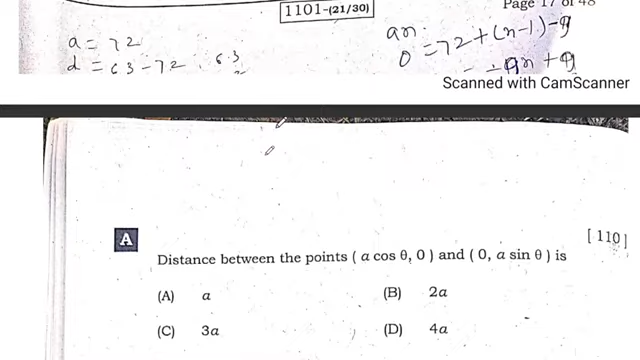 1101-(21/30)
Page 17 of 48
a = 72
d = 63 - 72
63
an
0 = 72 + (n-1) -9
Scanned with CamScanner
A
[ 110]
Distance between the points ( a cos θ, 0 ) and ( 0, a sin θ ) is
(A) a
(B) 2a
(C) 3a
(D) 4a